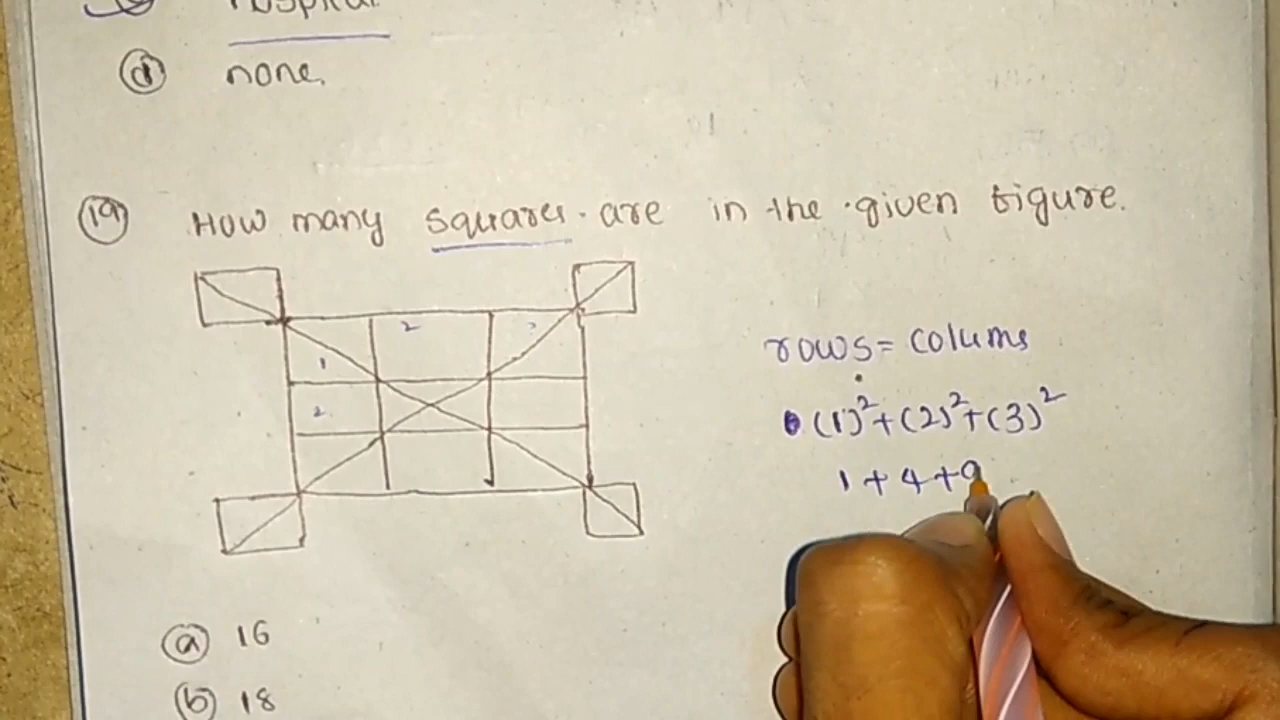 (d) none.
(19) How many squares are in the given figure.
1 2 3
2
rows = colums
(1)²+(2)²+(3)²
1+4+9
(a) 16
(b) 18